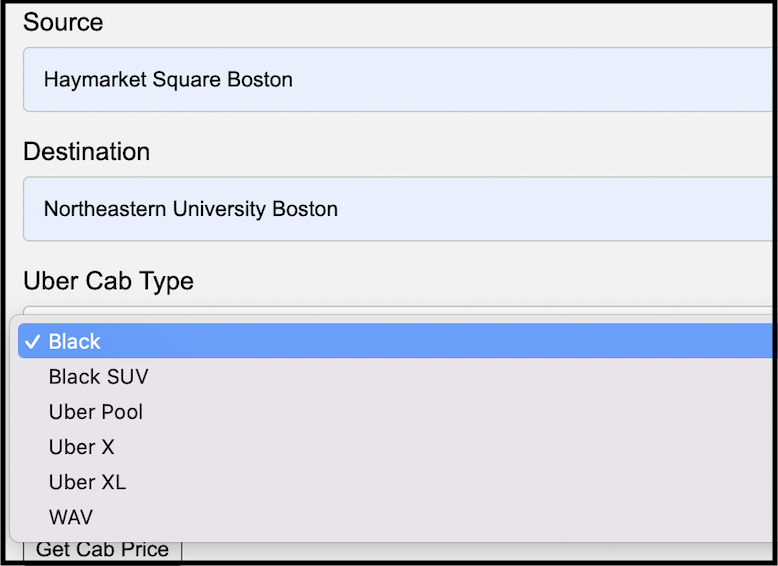 Source
Haymarket Square Boston
Destination
Northeastern University Boston
Uber Cab Type
✓ Black
Black SUV
Uber Pool
Uber X
Uber XL
WAV
Get Cab Price